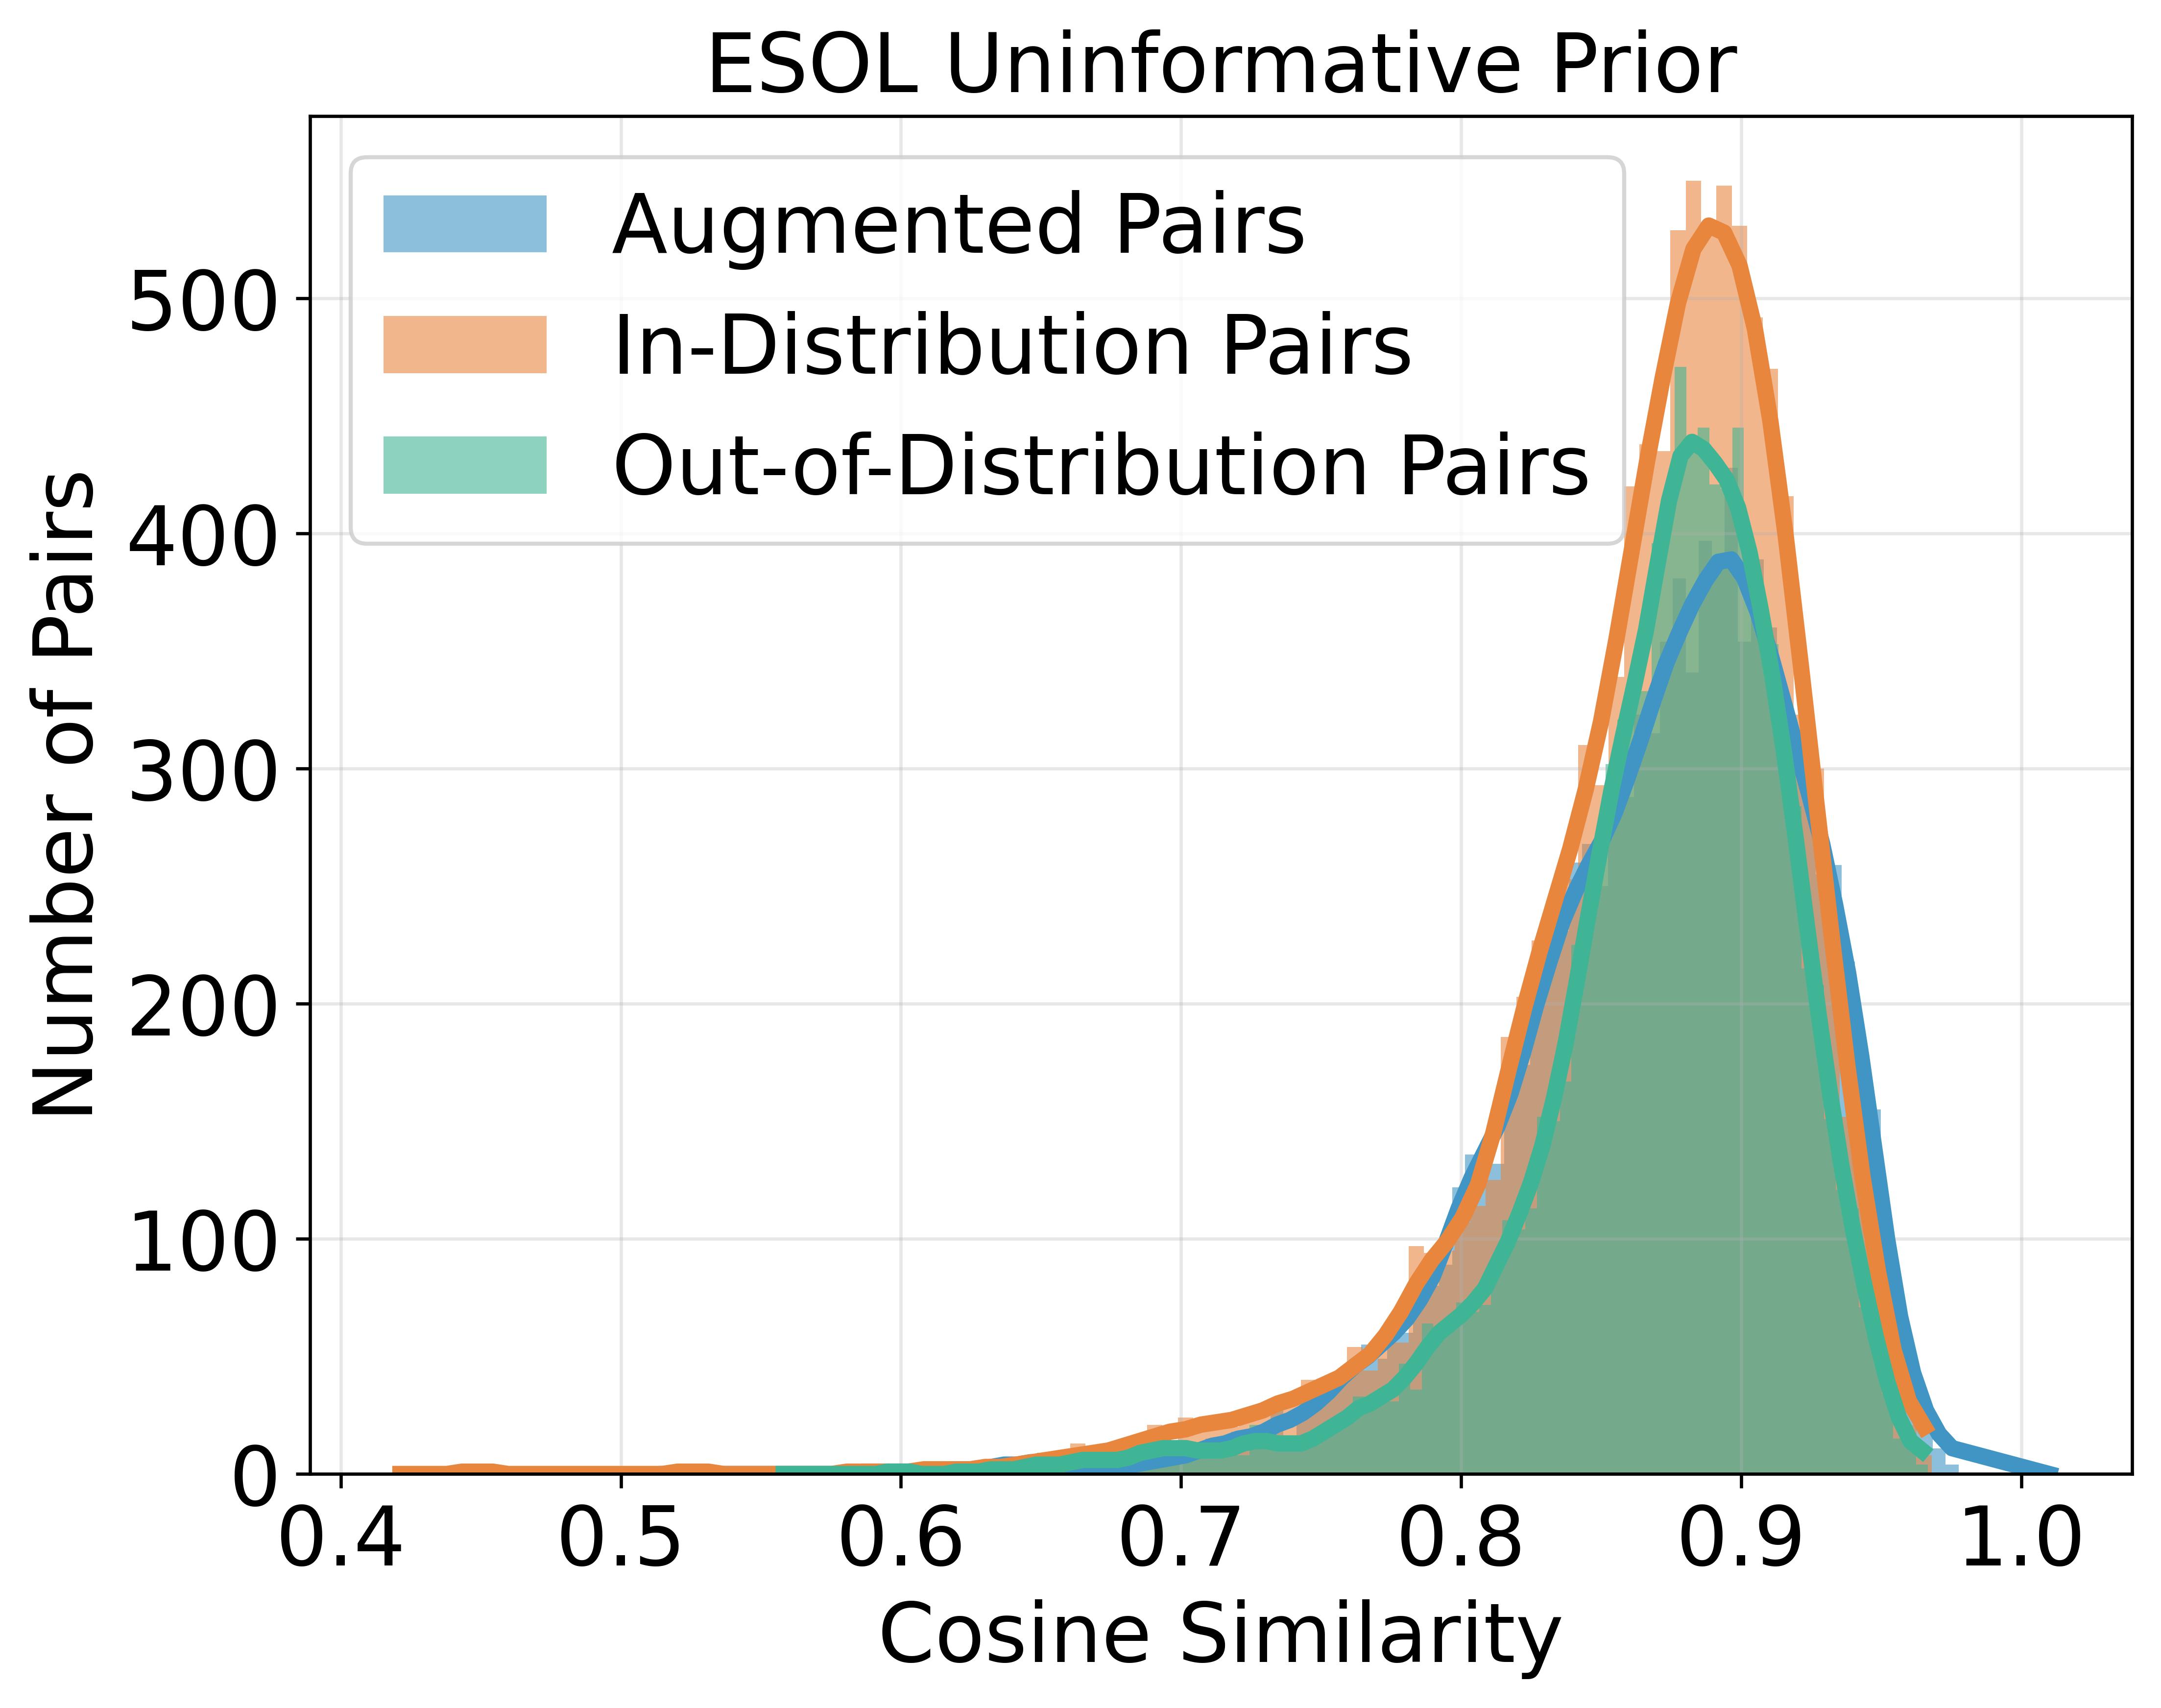 ESOL Uninformative Prior
Augmented Pairs
In-Distribution Pairs
Out-of-Distribution Pairs
Number of Pairs
500
400
300
200
100
0
0.4 0.5 0.6 0.7 0.8 0.9 1.0
Cosine Similarity